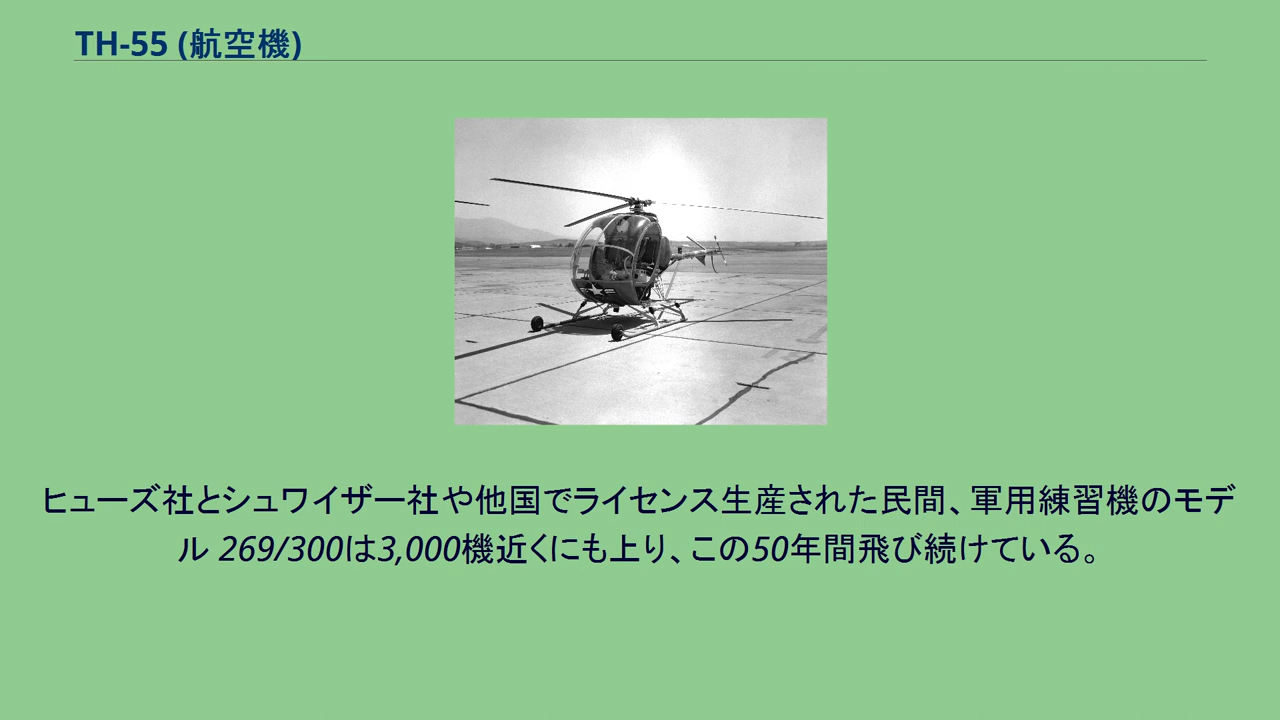 TH-55 (航空機)
ヒューズ社とシュワイザー社や他国でライセンス生産された民間、軍用練習機のモデ
ル 269/300は3,000機近くにも上り、この50年間飛び続けている。